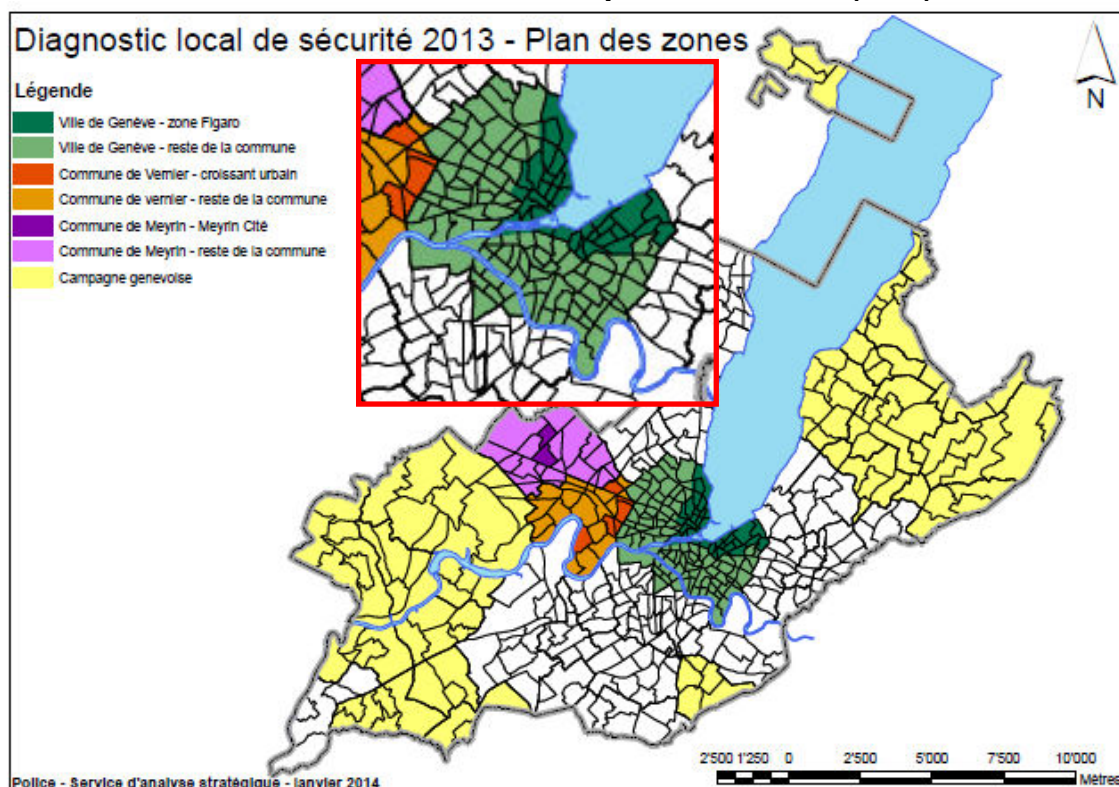 Diagnostic local de sécurité 2013 - Plan des zones
Légende
Ville de Genève - zone Figaro
Ville de Genève - reste de la commune
Commune de Vernier - croissant urbain
Commune de vernier - reste de la commune
Commune de Meyrin - Meyrin Cité
Commune de Meyrin - reste de la commune
Campagne genevoise
N
2'500 1'250 0 2'500 5'000 7'500 10'000
Mètres
Police - Service d'analyse stratégique - janvier 2014